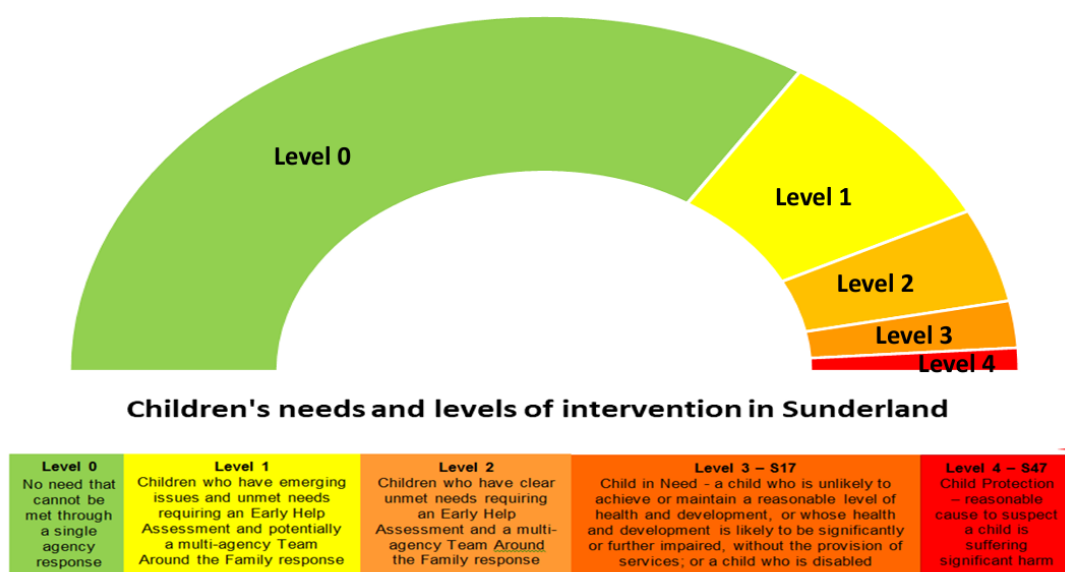 Level 0
Level 1
Level 2
Level 3
Level 4
Children's needs and levels of intervention in Sunderland
Level 0
No need that
cannot be
met through
a single
agency
response
Level 1
Children who have emerging
issues and unmet needs
requiring an Early Help
Assessment and potentially
a multi-agency Team
Around the Family response
Level 2
Children who have clear
unmet needs requiring
an Early Help
Assessment and a multi-
agency Team Around
the Family response
Level 3 – S17
Child in Need - a child who is unlikely to
achieve or maintain a reasonable level of
health and development, or whose health
and development is likely to be significantly
or further impaired, without the provision of
services; or a child who is disabled
Level 4 – S47
Child Protection
– reasonable
cause to suspect
a child is
suffering
significant harm